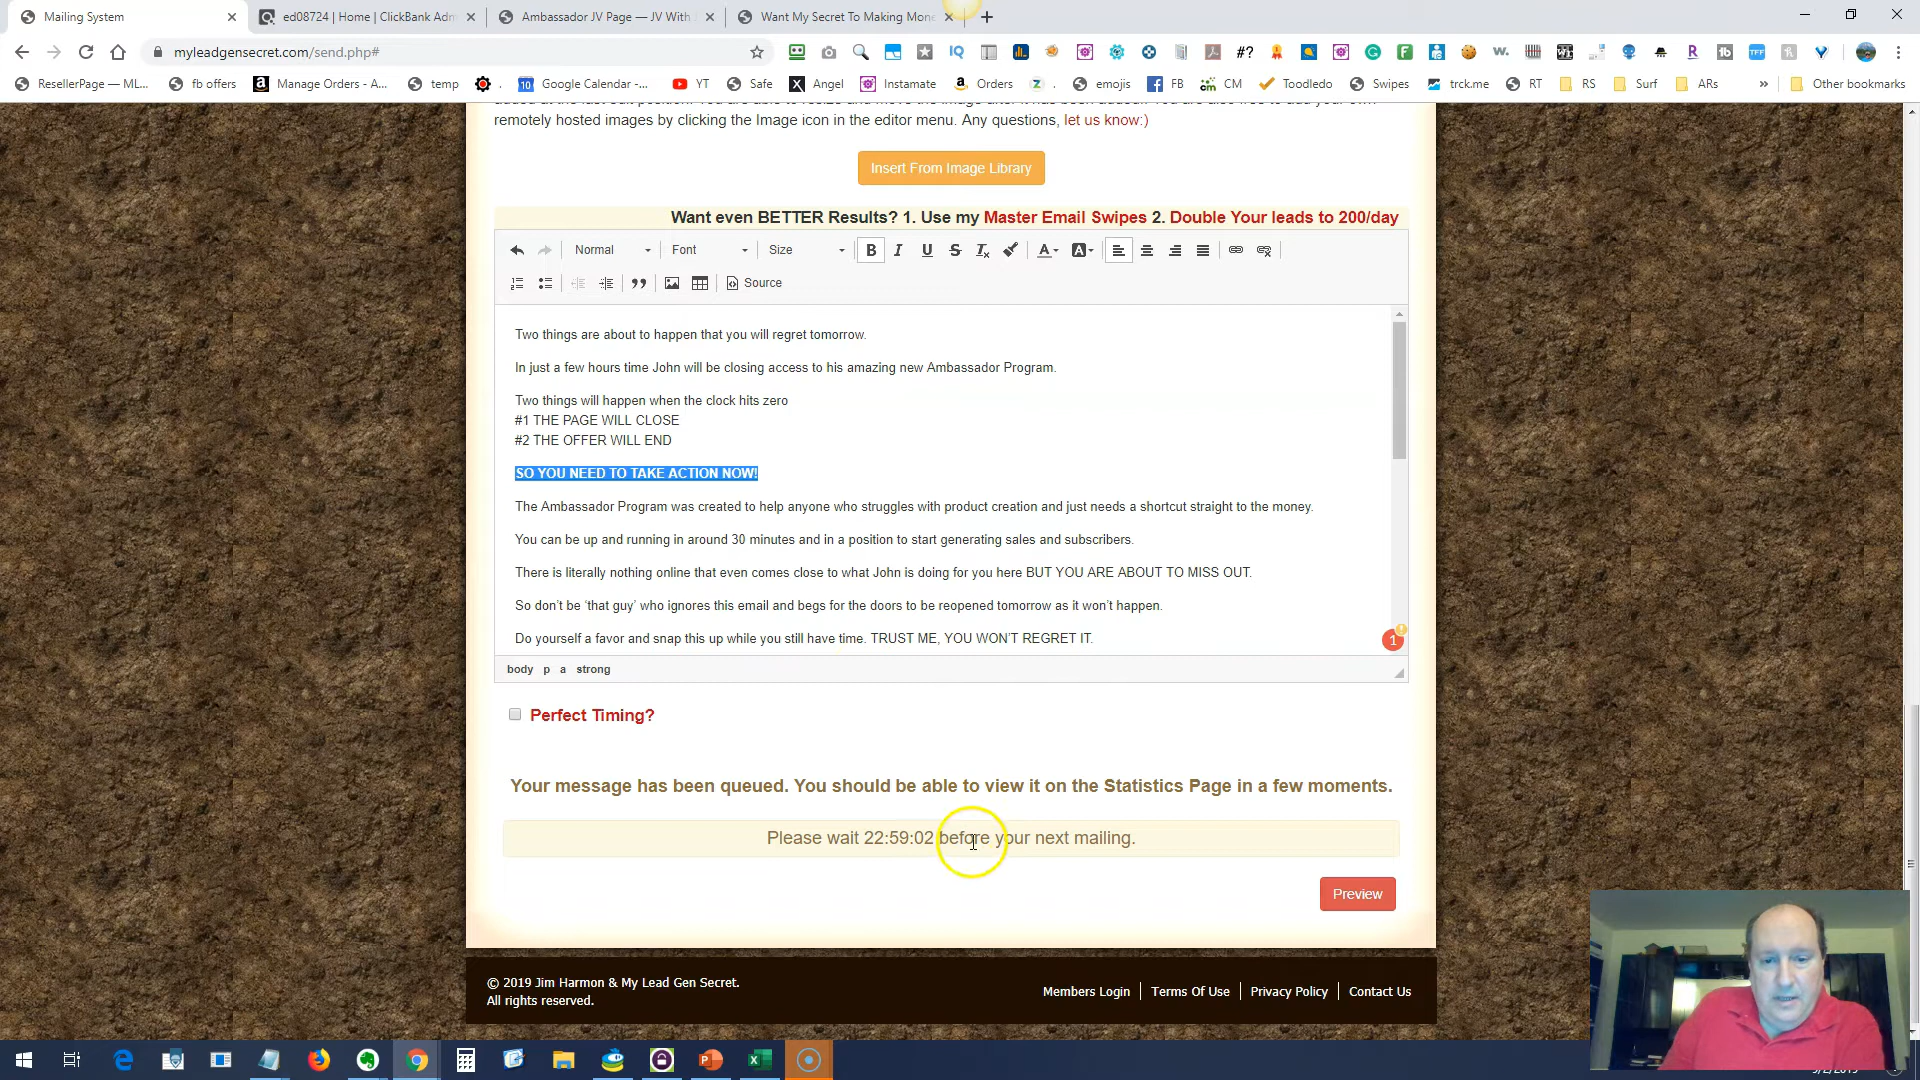 Mailing System
ed08724 | Home | ClickBank Adm
Ambassador JV Page — JV With
Want My Secret To Making Mone
myleadgensecret.com/send.php#
ResellerPage — ML...
fb offers
Manage Orders - A...
temp
Google Calendar -...
YT
Safe
Angel
Instamate
Orders
emojis
FB
CM
Toodledo
Swipes
trck.me
RT
RS
Surf
ARs
»
Other bookmarks
remotely hosted images by clicking the Image icon in the editor menu. Any questions, let us know:)
Insert From Image Library
Want even BETTER Results? 1. Use my Master Email Swipes 2. Double Your leads to 200/day
Normal
Font
Size
Source
Two things are about to happen that you will regret tomorrow.
In just a few hours time John will be closing access to his amazing new Ambassador Program.
Two things will happen when the clock hits zero
#1 THE PAGE WILL CLOSE
#2 THE OFFER WILL END
SO YOU NEED TO TAKE ACTION NOW!
The Ambassador Program was created to help anyone who struggles with product creation and just needs a shortcut straight to the money.
You can be up and running in around 30 minutes and in a position to start generating sales and subscribers.
There is literally nothing online that even comes close to what John is doing for you here BUT YOU ARE ABOUT TO MISS OUT.
So don't be 'that guy' who ignores this email and begs for the doors to be reopened tomorrow as it won't happen.
Do yourself a favor and snap this up while you still have time. TRUST ME, YOU WON'T REGRET IT.
1
body p a strong
Perfect Timing?
Your message has been queued. You should be able to view it on the Statistics Page in a few moments.
Please wait 22:59:02 before your next mailing.
Preview
© 2019 Jim Harmon & My Lead Gen Secret.
All rights reserved.
Members Login
Terms Of Use
Privacy Policy
Contact Us